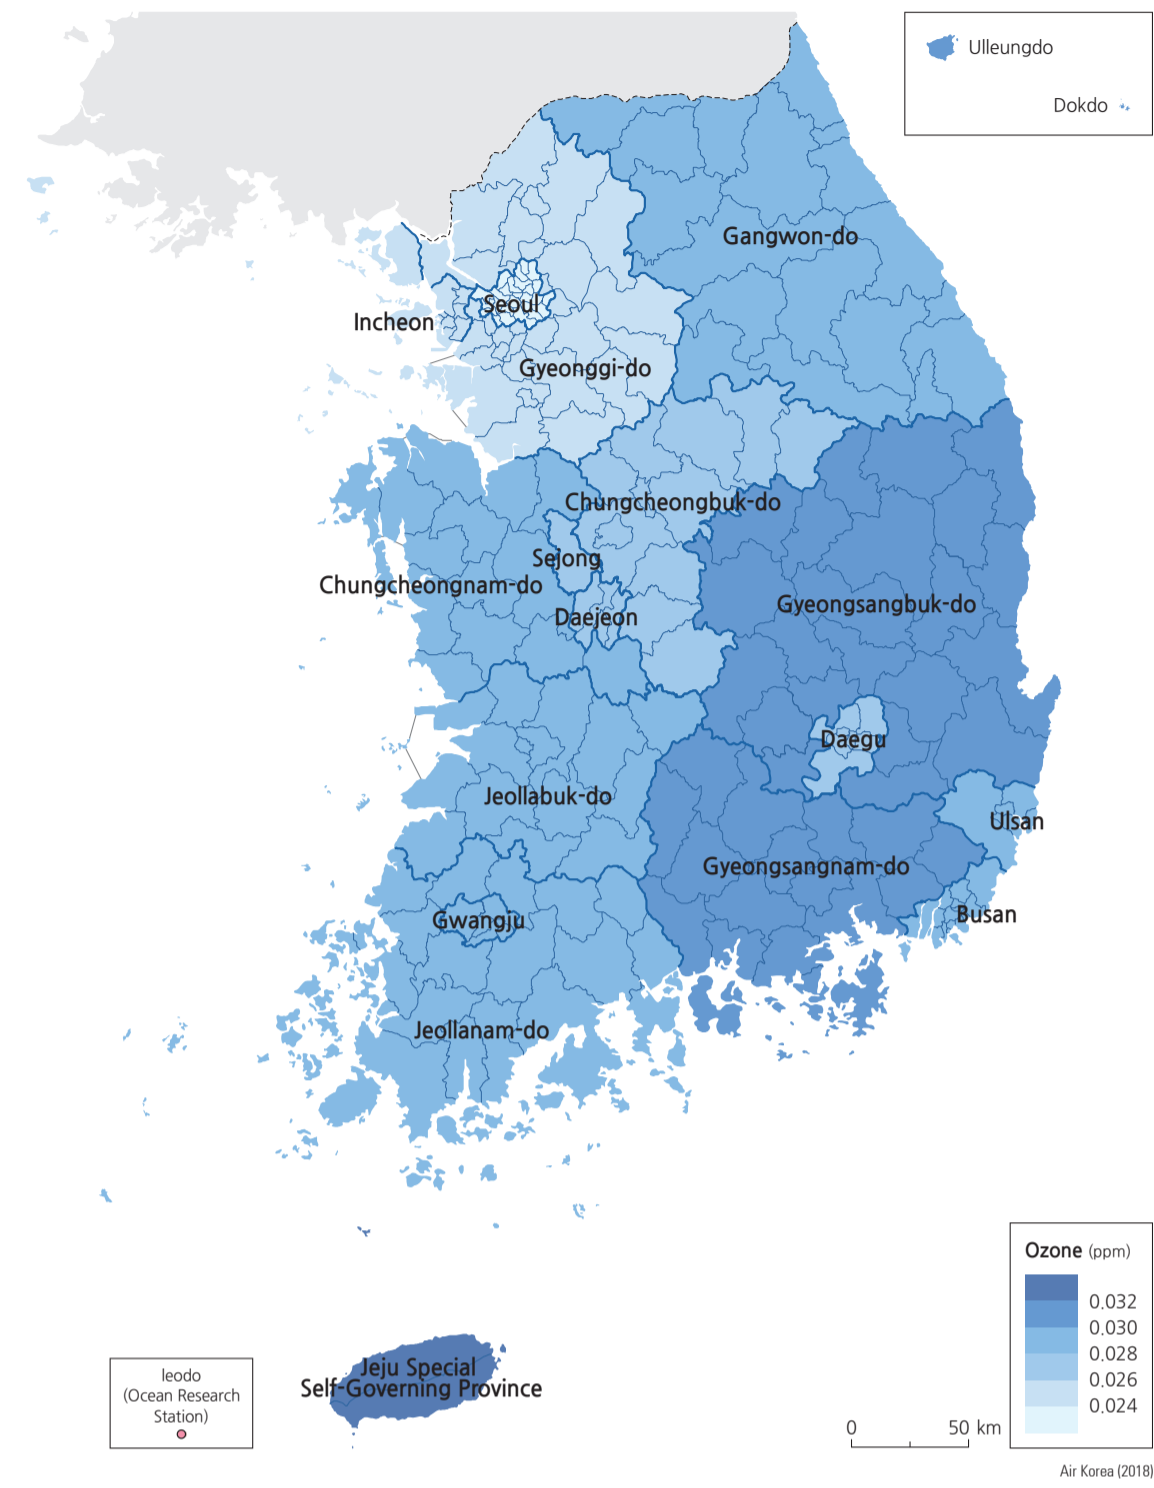 Ulleungdo
Dokdo
Gangwon-do
Seoul
Incheon
Gyeonggi-do
Chungcheongbuk-do
Sejong
Chungcheongnam-do
Gyeongsangbuk-do
Daejeon
Daegu
Jeollabuk-do
Ulsan
Gyeongsangnam-do
Busan
Gwangju
Jeollanam-do
Ozone (ppm)
0.032
0.030
0.028
0.026
0.024
Jeju Special
Self-Governing Province
Ieodo
(Ocean Research
Station)
0 50 km
Air Korea (2018)